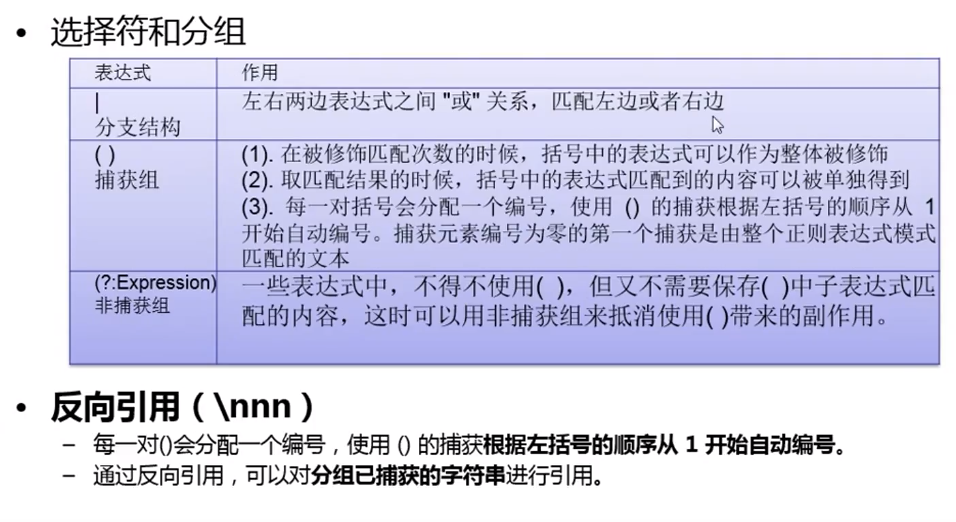 • 选择符和分组
表达式 作用
| 左右两边表达式之间 "或" 关系，匹配左边或者右边
分支结构
( ) (1). 在被修饰匹配次数的时候，括号中的表达式可以作为整体被修饰
捕获组 (2). 取匹配结果的时候，括号中的表达式匹配到的内容可以被单独得到
(3). 每一对括号会分配一个编号，使用 () 的捕获根据左括号的顺序从 1
开始自动编号。捕获元素编号为零的第一个捕获是由整个正则表达式模式
匹配的文本
(?:Expression) 一些表达式中，不得不使用( )，但又不需要保存( )中子表达式匹
非捕获组 配的内容，这时可以用非捕获组来抵消使用( )带来的副作用。
• 反向引用（\nnn）
– 每一对()会分配一个编号，使用 () 的捕获根据左括号的顺序从 1 开始自动编号。
– 通过反向引用，可以对分组已捕获的字符串进行引用。